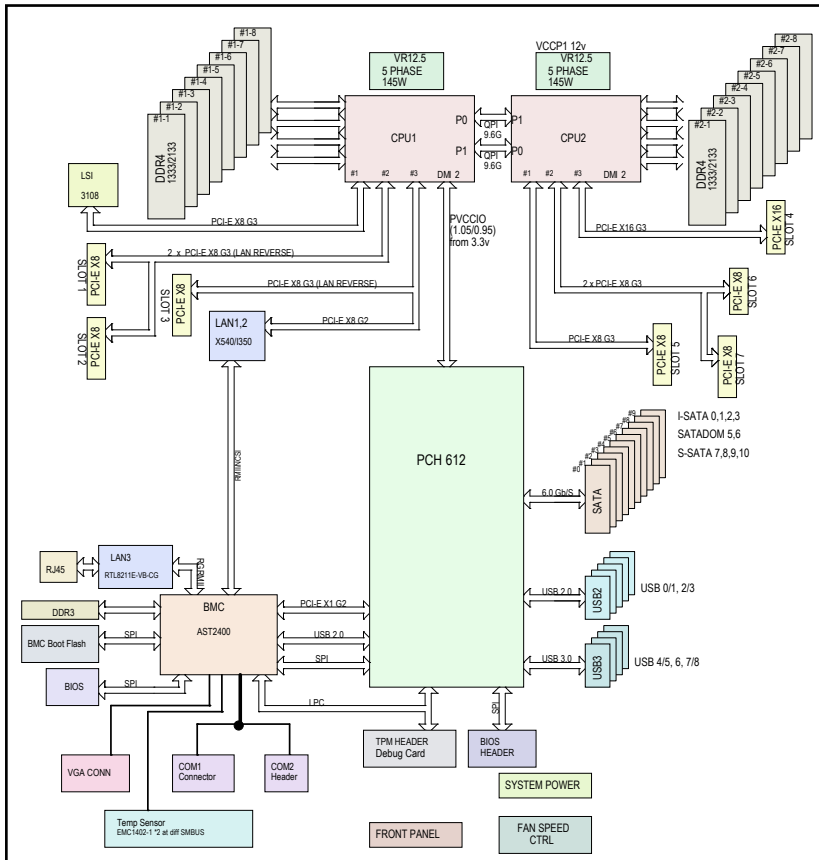 #1-8
#1-7
#1-6
#1-5
#1-4
#1-3
#1-2
#1-1
DDR4
1333/2133
VR12.5
5 PHASE
145W
VCCP1 12v
VR12.5
5 PHASE
145W
#2-8
#2-7
#2-6
#2-5
#2-4
#2-3
#2-2
#2-1
DDR4
1333/2133
CPU1
P0
P1
#1
#2
#3
DMI 2
QPI
9.6G
QPI
9.6G
P1
P0
CPU2
#1
#2
#3
DMI 2
LSI
3108
PCI-E X8 G3
PVCCIO
(1.05/0.95)
from 3.3v
PCI-E X16 G3
PCI-E X16
SLOT 4
2 x PCI-E X8 G3 (LAN REVERSE)
PCI-E X8
SLOT 1
PCI-E X8 G3 (LAN REVERSE)
PCI-E X8
SLOT 3
2 x PCI-E X8 G3
PCI-E X8
SLOT 6
LAN1,2
X540/I350
PCI-E X8 G2
PCI-E X8
SLOT 2
PCI-E X8 G3
PCI-E X8
SLOT 5
PCI-E X8
SLOT 7
PCH 612
#9
#8
#7
#6
#5
#4
#3
#2
#1
#0
SATA
6.0 Gb/S
I-SATA 0,1,2,3
SATADOM 5,6
S-SATA 7,8,9,10
RMII/NCSI
RJ45
LAN3
RTL8211E-VB-CG
RGRMII
USB 2.0
USB2
USB 0/1, 2/3
DDR3
BMC
AST2400
PCI-E X1 G2
BMC Boot Flash
SPI
USB 2.0
SPI
USB 3.0
USB3
USB 4/5, 6, 7/8
BIOS
SPI
LPC
SPI
VGA CONN
COM1
Connector
COM2
Header
TPM HEADER
Debug Card
BIOS
HEADER
SYSTEM POWER
Temp Sensor
EMC1402-1 *2 at diff SMBUS
FRONT PANEL
FAN SPEED
CTRL